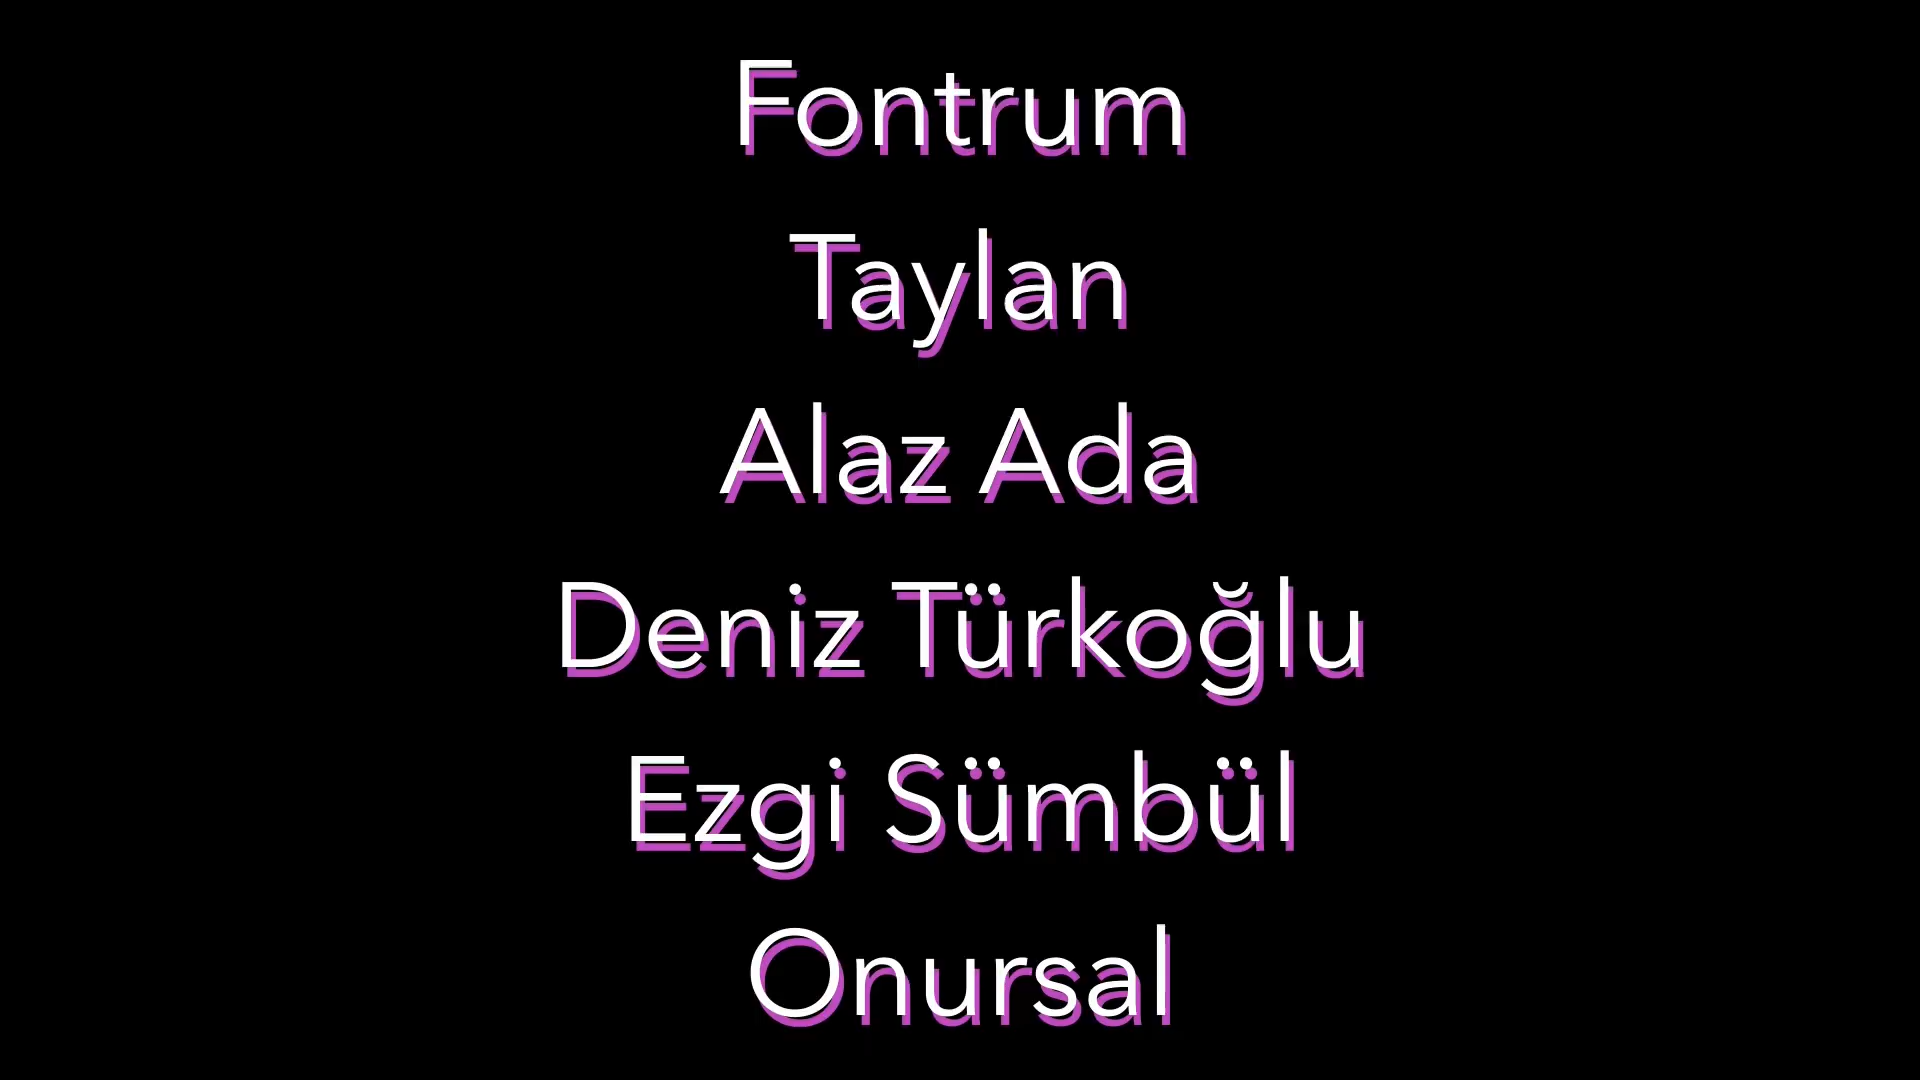 Fontrum
Taylan
Alaz Ada
Deniz Türkoğlu
Ezgi Sümbül
Onursal